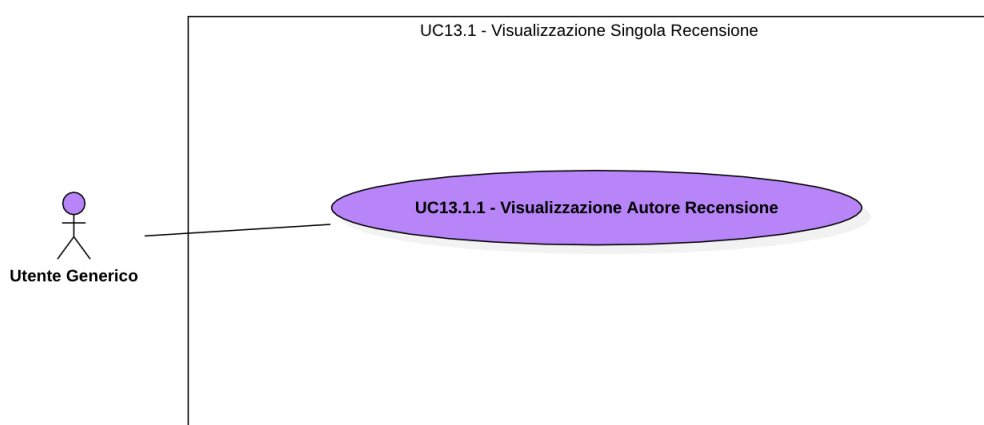 UC13.1 - Visualizzazione Singola Recensione
UC13.1.1 - Visualizzazione Autore Recensione
Utente Generico